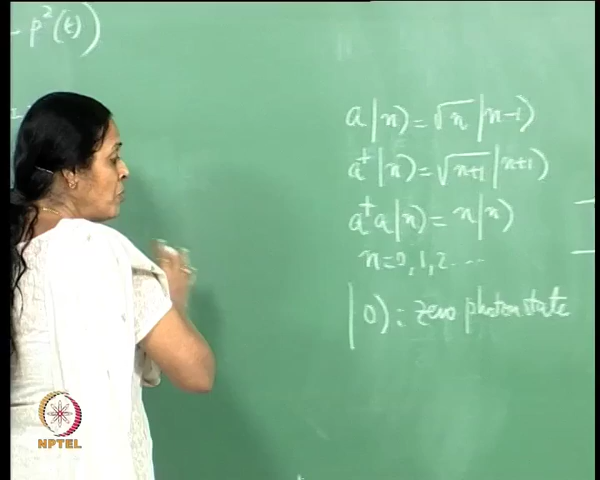 - p²(t))
a|n⟩ = √n |n-1⟩
a†|n⟩ = √n+1 |n+1⟩
a†a|n⟩ = n|n⟩
n=0,1,2....
|0⟩: zero photon state
NPTEL